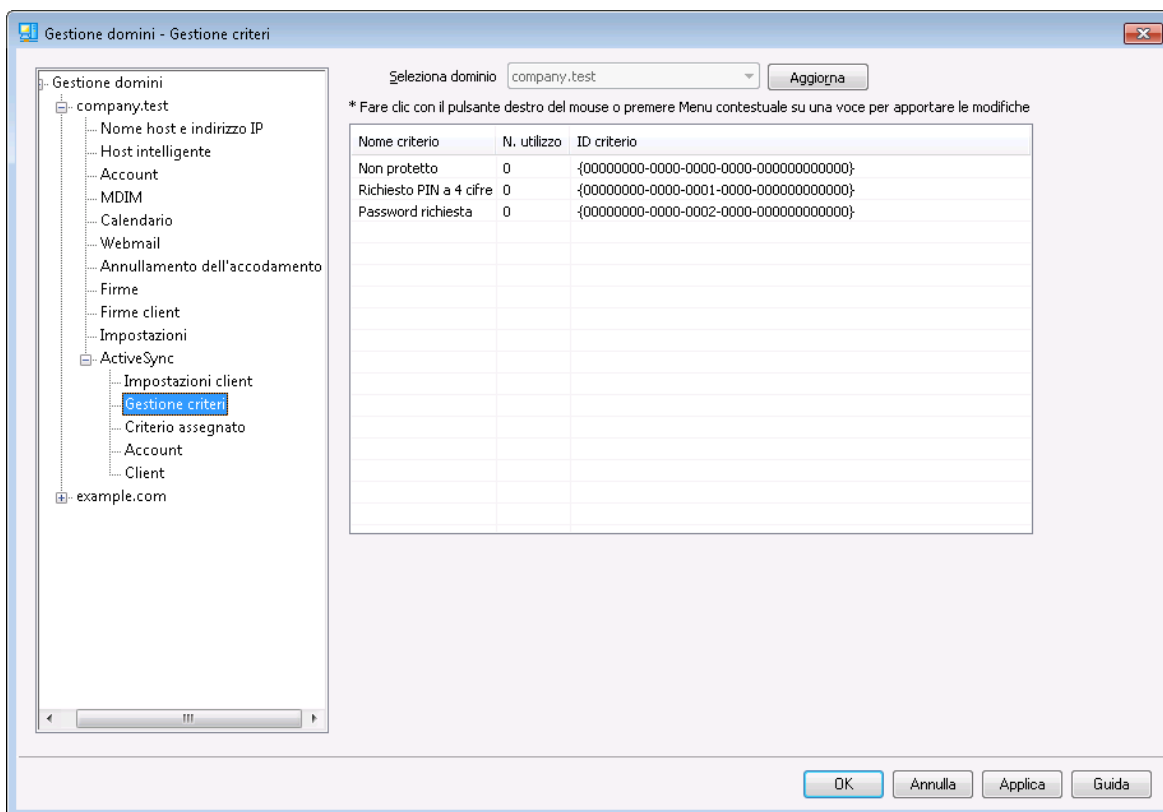 Gestione domini - Gestione criteri
Gestione domini
company.test
Nome host e indirizzo IP
Host intelligente
Account
MDIM
Calendario
Webmail
Annullamento dell'accodamento
Firme
Firme client
Impostazioni
ActiveSync
Impostazioni client
Gestione criteri
Criterio assegnato
Account
Client
example.com
Seleziona dominio company.test Aggiorna
* Fare clic con il pulsante destro del mouse o premere Menu contestuale su una voce per apportare le modifiche
Nome criterio N. utilizzo ID criterio
Non protetto 0 {00000000-0000-0000-0000-000000000000}
Richiesto PIN a 4 cifre 0 {00000000-0000-0001-0000-000000000000}
Password richiesta 0 {00000000-0000-0002-0000-000000000000}
OK Annulla Applica Guida